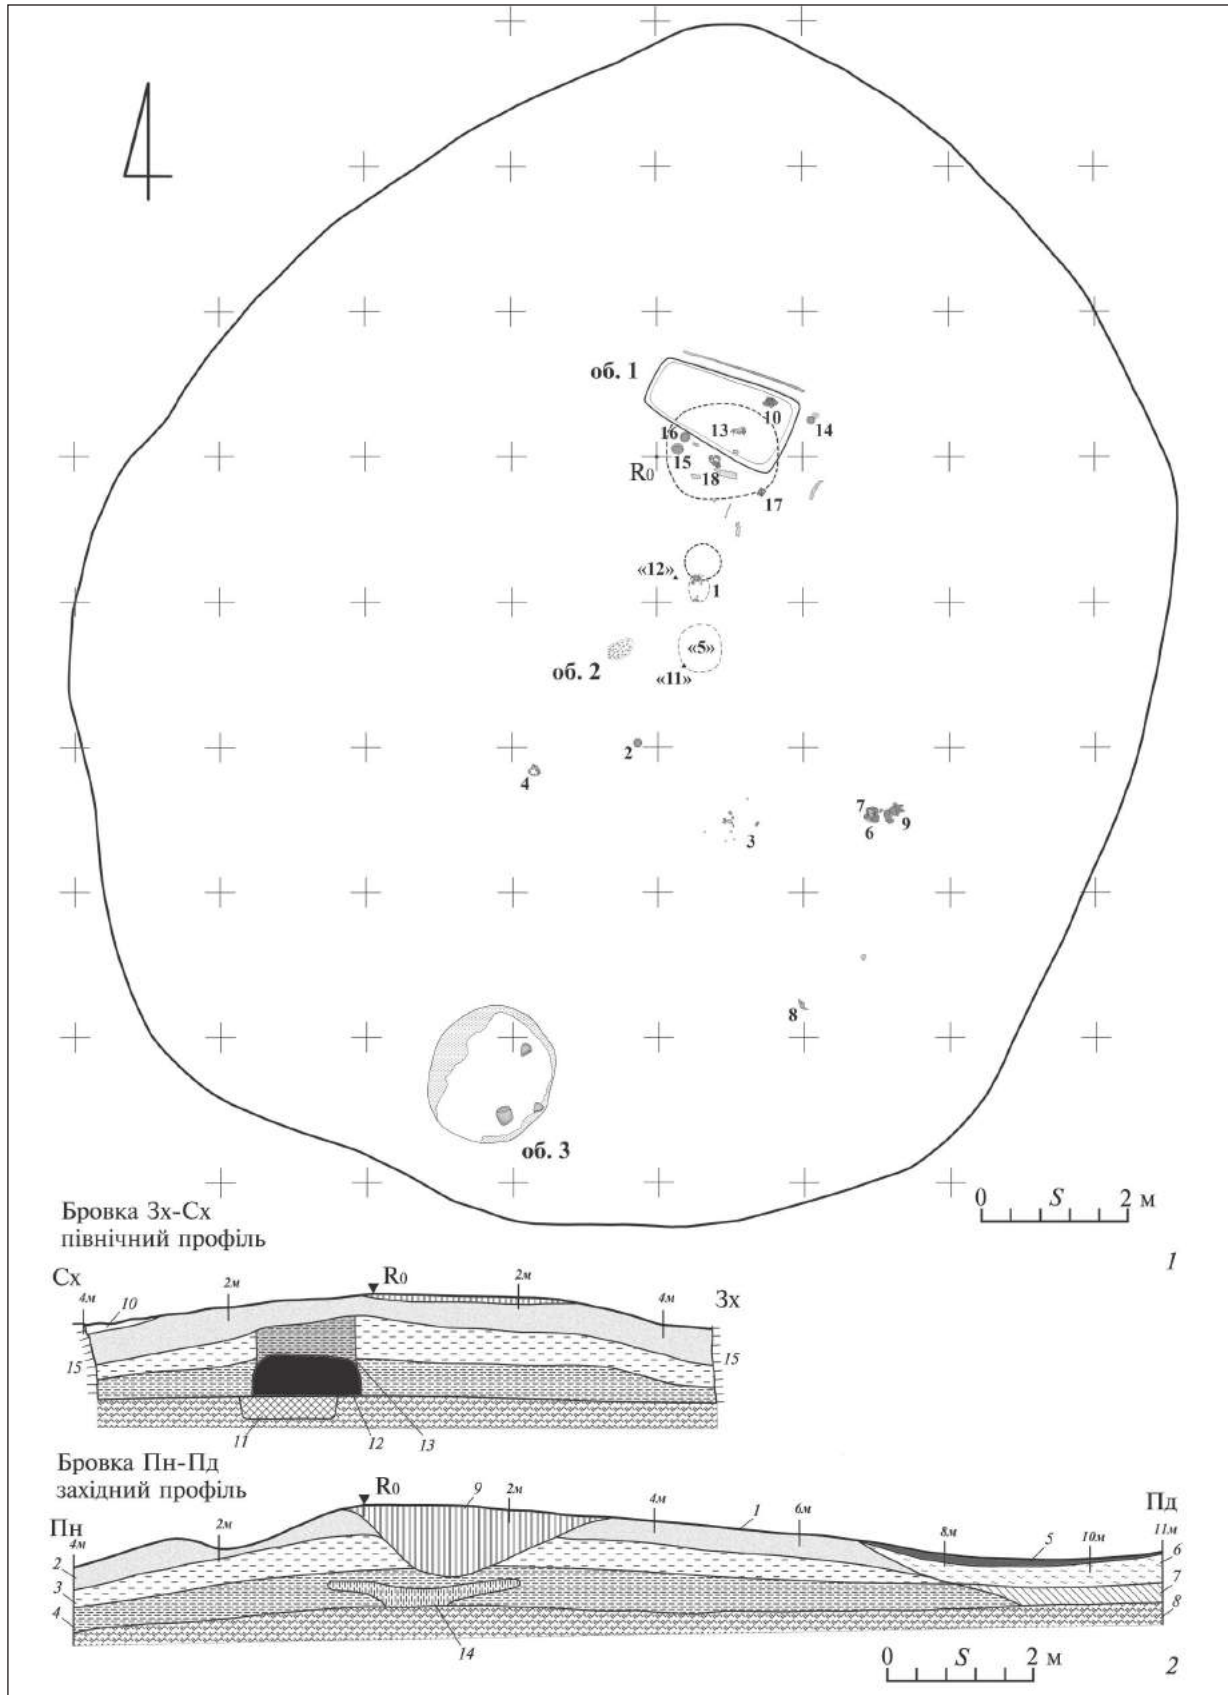 об. 1
10
13
14
16
15
18
R0
17
«12»
1
«5»
об. 2
«11»
2
4
7
6
9
3
8
об. 3
0 S 2 м
1
Бровка Зх-Сх
північний профіль
Сх
R0
Зх
4м
10
2м
2м
4м
15
15
11
12
13
Бровка Пн-Пд
західний профіль
Пн
R0
Пд
4м
2м
9
2м
4м
1
6м
8м
5
10м
11м
2
3
4
6
7
8
14
0 S 2 м
2